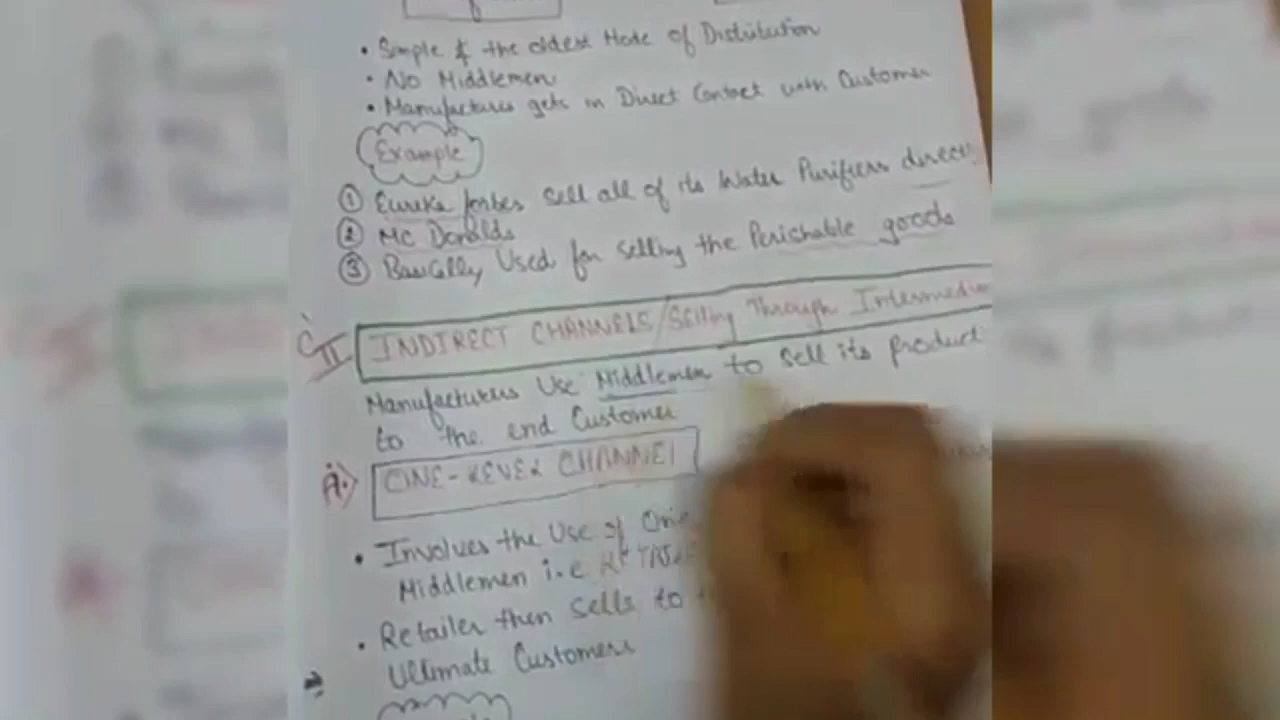 • Simple & the oldest Mode of Distribution
• No Middlemen
• Manufactures gets in Direct Contact with Customer
Example
① Eureka forbes Sell all of its Water Purifiers
② Mc Donalds
③ Basically Used for Selling the Perishable goods
II INDIRECT CHANNELS/Selling Through
Manufacturers Use Middlemen to sell its product
to the end Customer
A. ONE-LEVEL CHANNEL
• Involves the Use of One
Middlemen i.e
• Retailer then Sells to
Ultimate Customers